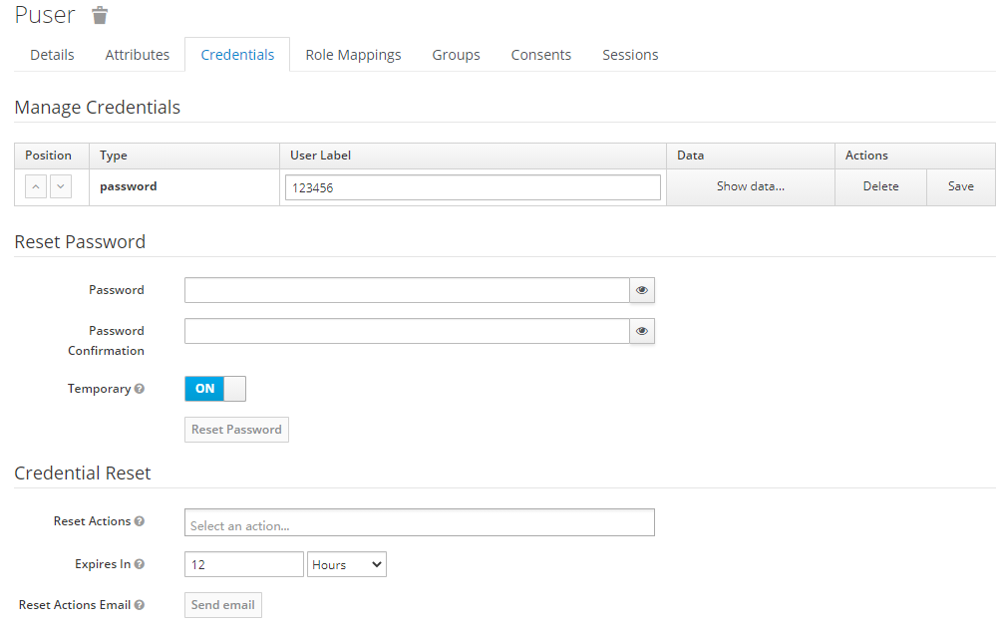 Puser
Details Attributes Credentials Role Mappings Groups Consents Sessions
Manage Credentials
Position Type User Label Data Actions
password 123456 Show data... Delete Save
Reset Password
Password
Password
Confirmation
Temporary ON
Reset Password
Credential Reset
Reset Actions Select an action...
Expires In 12 Hours
Reset Actions Email Send email